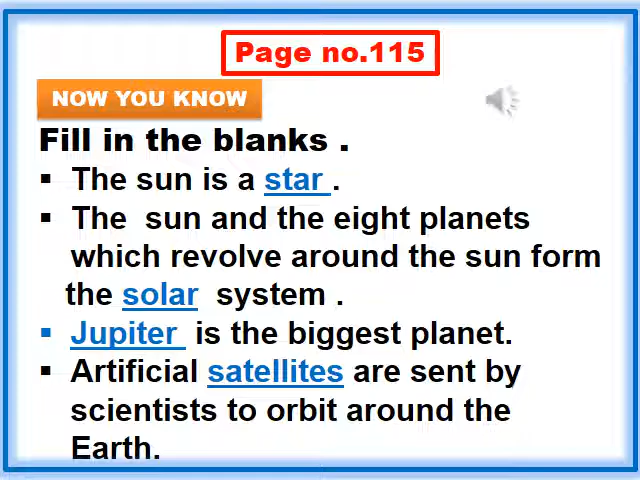 Page no.115
NOW YOU KNOW
Fill in the blanks .
▪ The sun is a star .
▪ The sun and the eight planets
which revolve around the sun form
the solar system .
▪ Jupiter is the biggest planet.
▪ Artificial satellites are sent by
scientists to orbit around the
Earth.